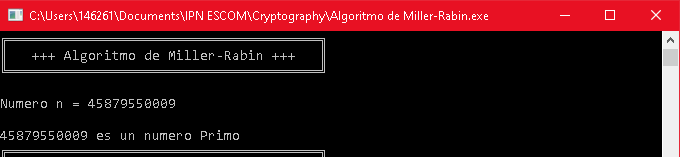 C:\Users\146261\Documents\IPN ESCOM\Cryptography\Algoritmo de Miller-Rabin.exe
+++ Algoritmo de Miller-Rabin +++
Numero n = 45879550009
45879550009 es un numero Primo